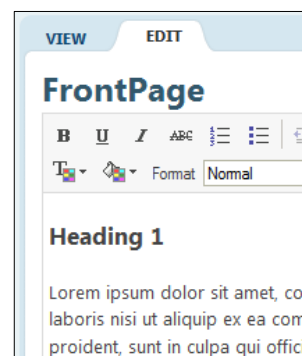 VIEW EDIT
FrontPage
B U I ABC
T Format Normal
Heading 1
Lorem ipsum dolor sit amet, co
laboris nisi ut aliquip ex ea com
proident, sunt in culpa qui offic